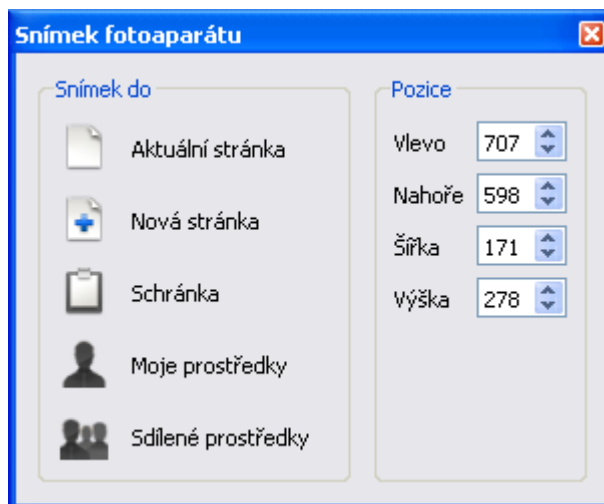 Snímek fotoaparátu
Snímek do
Aktuální stránka
Nová stránka
Schránka
Moje prostředky
Sdílené prostředky
Pozice
Vlevo 707
Nahoře 598
Šířka 171
Výška 278